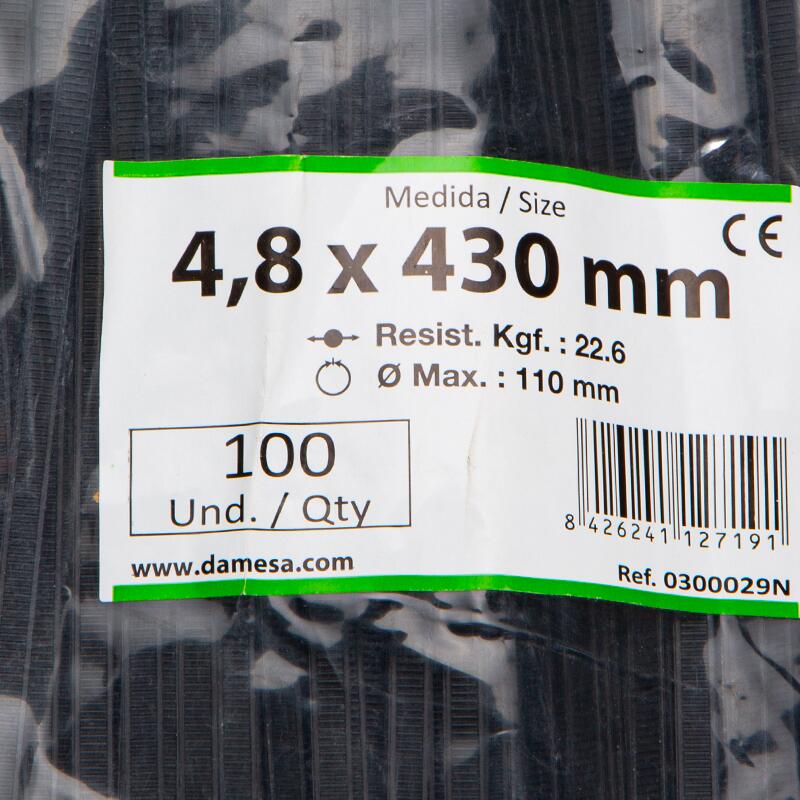 Medida / Size
CE
4,8 x 430 mm
Resist. Kgf. : 22.6
Ø Max. : 110 mm
100
Und. / Qty
8 426241 127191
www.damesa.com
Ref. 0300029N